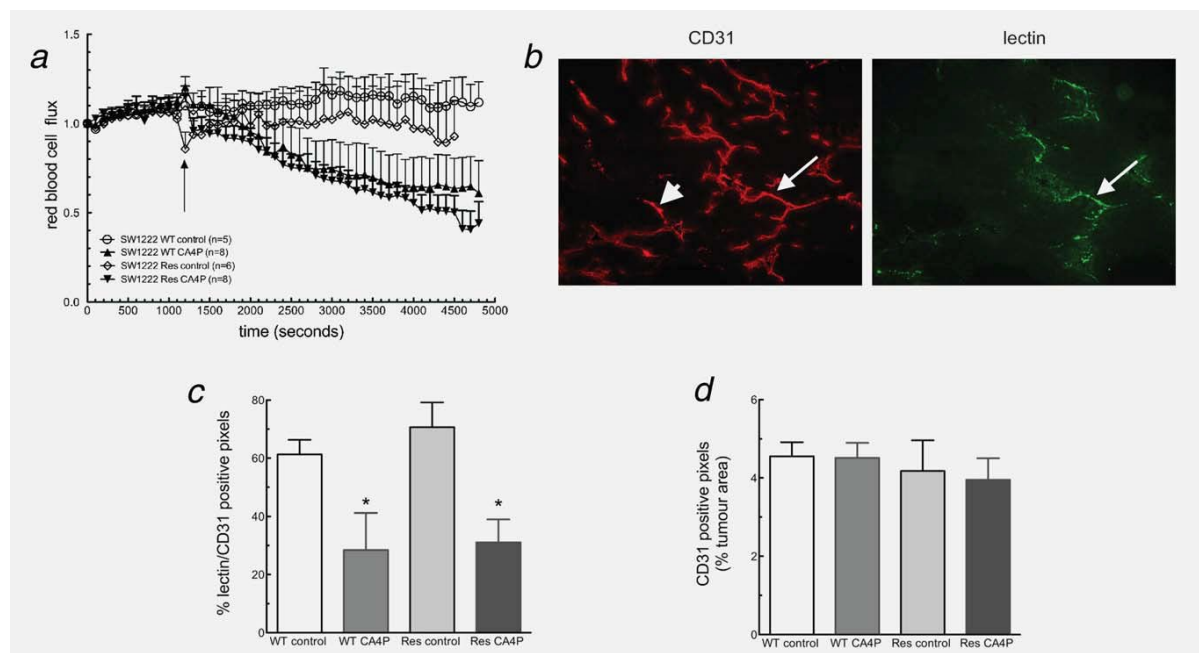 a
1.5
1.0
0.5
0.0
red blood cell flux
SW1222 WT control (n=5)
SW1222 WT CA4P (n=8)
SW1222 Res control (n=6)
SW1222 Res CA4P (n=8)
0 500 1000 1500 2000 2500 3000 3500 4000 4500 5000
time (seconds)
b
CD31
lectin
c
80
60
40
20
0
% lectin/CD31 positive pixels
*
*
WT control WT CA4P Res control Res CA4P
d
6
4
2
0
CD31 positive pixels
(% tumour area)
WT control WT CA4P Res control Res CA4P